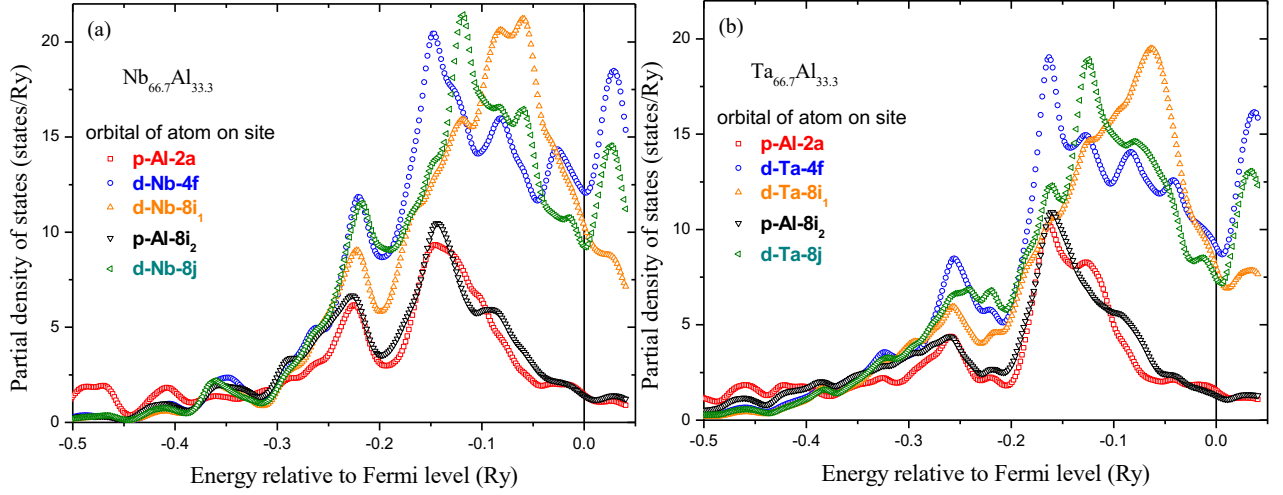 (a)
Nb66.7Al33.3
orbital of atom on site
p-Al-2a
d-Nb-4f
d-Nb-8i1
p-Al-8i2
d-Nb-8j
Partial density of states (states/Ry)
0
5
10
15
20
-0.5
-0.4
-0.3
-0.2
-0.1
0.0
Energy relative to Fermi level (Ry)
(b)
Ta66.7Al33.3
orbital of atom on site
p-Al-2a
d-Ta-4f
d-Ta-8i1
p-Al-8i2
d-Ta-8j
Partial density of states (states/Ry)
0
5
10
15
20
-0.5
-0.4
-0.3
-0.2
-0.1
0.0
Energy relative to Fermi level (Ry)